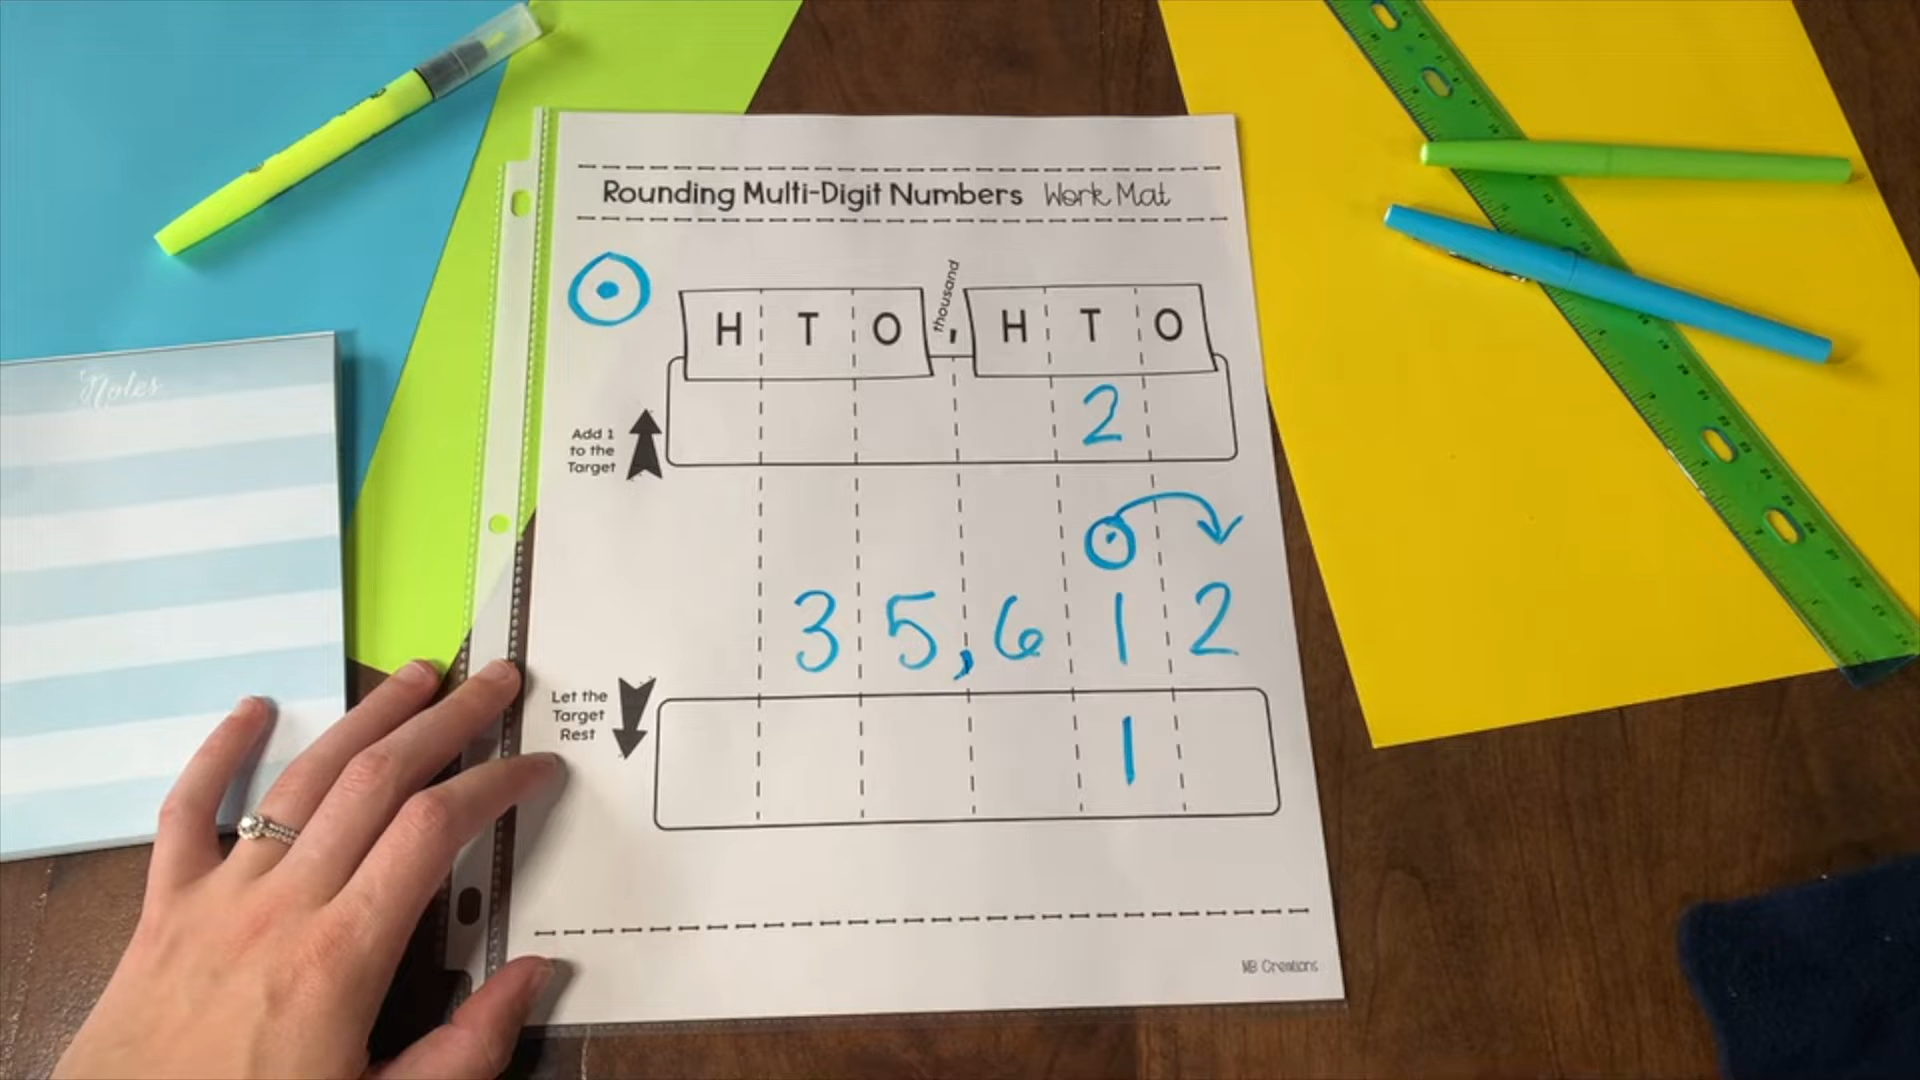 Notes
Rounding Multi-Digit Numbers Work Mat
H T O thousand , H T O
Add 1
to the
Target
2
35,612
Let the
Target
Rest
1
MB Creations